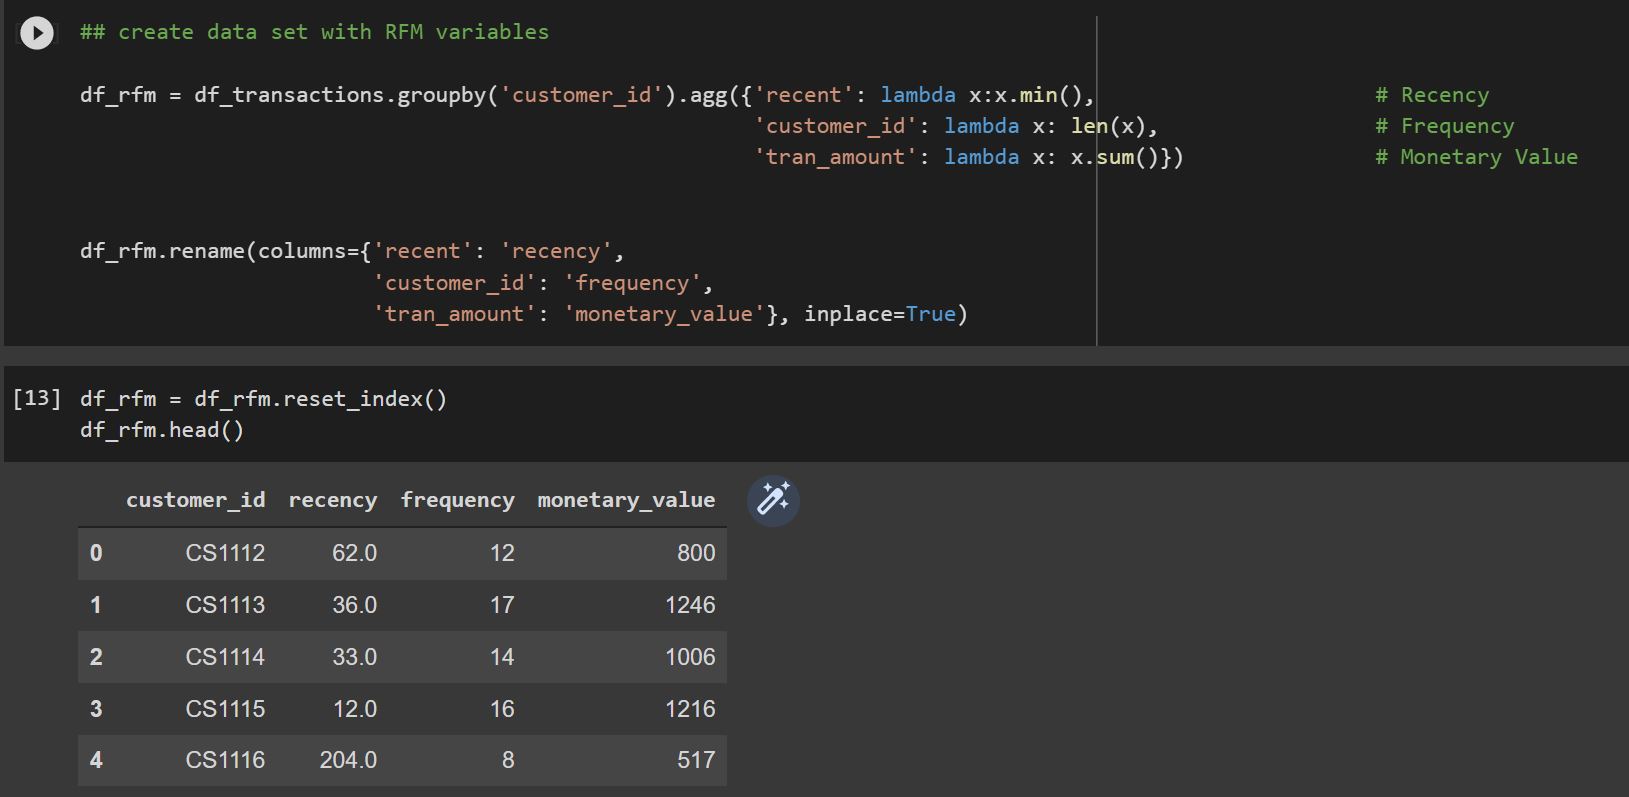 ## create data set with RFM variables
df_rfm = df_transactions.groupby('customer_id').agg({'recent': lambda x:x.min(), # Recency
'customer_id': lambda x: len(x), # Frequency
'tran_amount': lambda x: x.sum()}) # Monetary Value
df_rfm.rename(columns={'recent': 'recency',
'customer_id': 'frequency',
'tran_amount': 'monetary_value'}, inplace=True)
[13] df_rfm = df_rfm.reset_index()
df_rfm.head()
customer_id recency frequency monetary_value
0 CS1112 62.0 12 800
1 CS1113 36.0 17 1246
2 CS1114 33.0 14 1006
3 CS1115 12.0 16 1216
4 CS1116 204.0 8 517